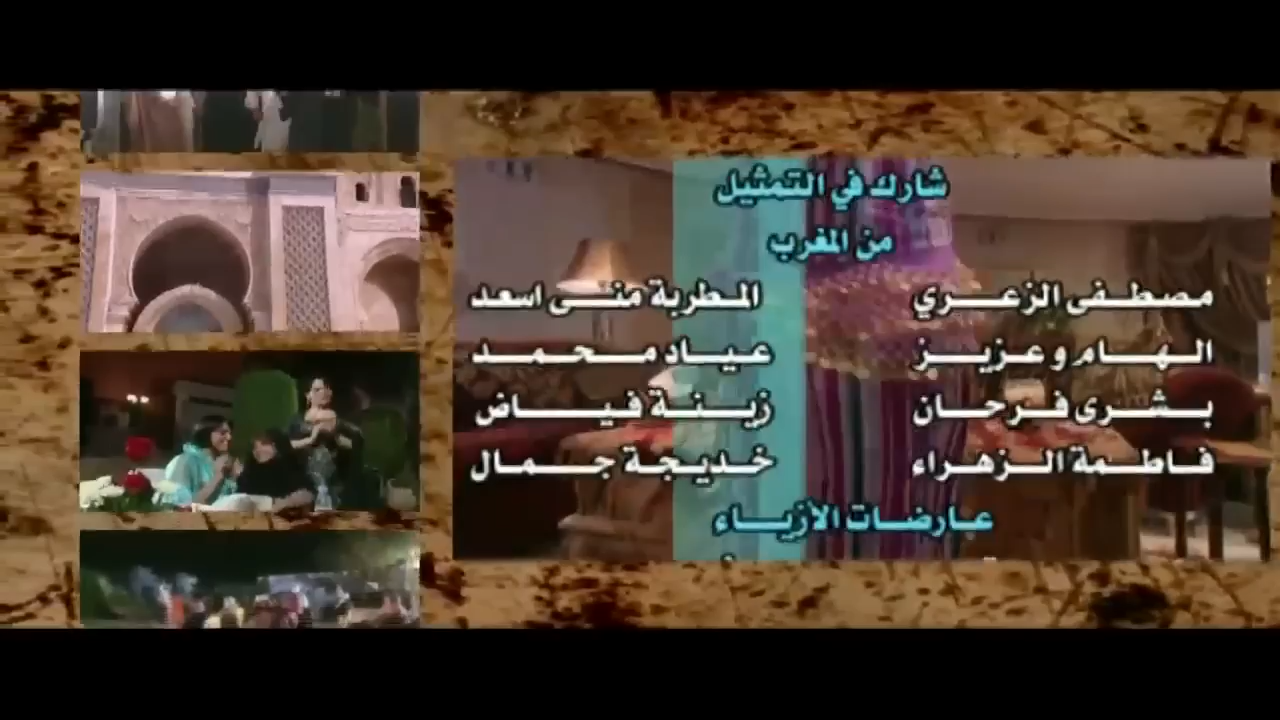 شارك في التمثيل
من المغرب
مصطفى الزعري المطربة منى اسعد
الهام وعزيز عياد محمد
بشرى فرحان زينة فياض
فاطمة الزهراء خديجة جمال
عارضات الأزياء